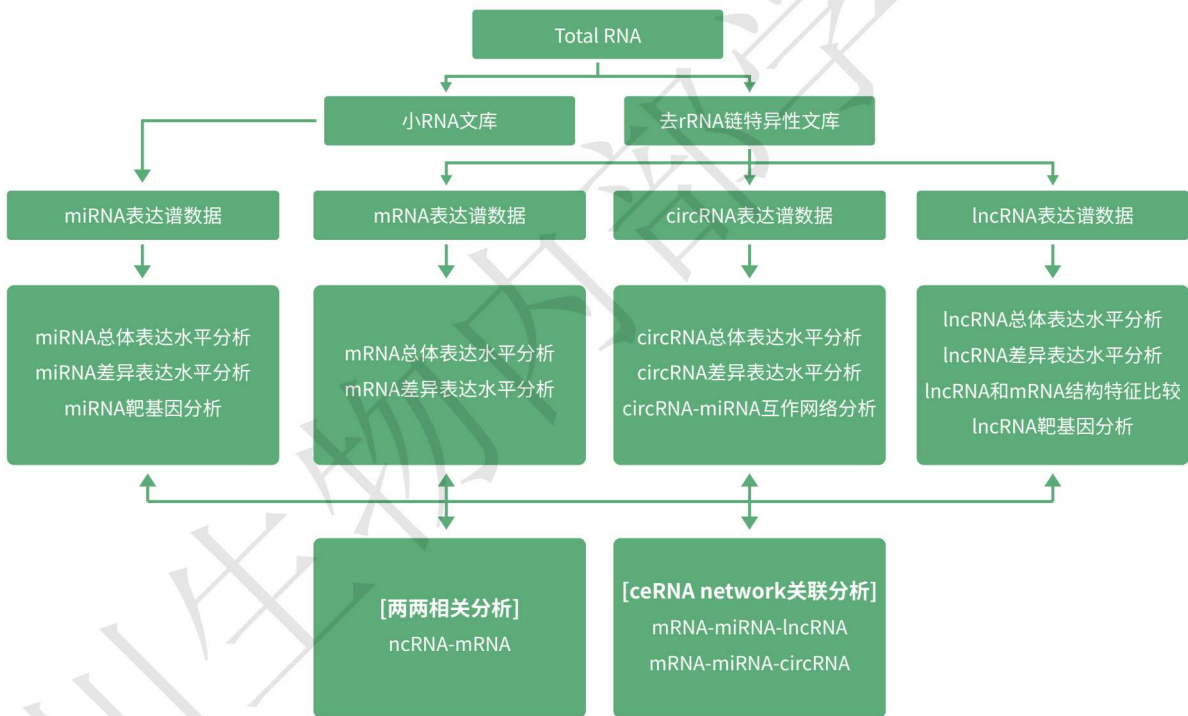 Total RNA
小RNA文库
去rRNA链特异性文库
miRNA表达谱数据
mRNA表达谱数据
circRNA表达谱数据
lncRNA表达谱数据
miRNA总体表达水平分析
miRNA差异表达水平分析
miRNA靶基因分析
mRNA总体表达水平分析
mRNA差异表达水平分析
circRNA总体表达水平分析
circRNA差异表达水平分析
circRNA-miRNA互作网络分析
lncRNA总体表达水平分析
lncRNA差异表达水平分析
lncRNA和mRNA结构特征比较
lncRNA靶基因分析
[两两相关分析]
ncRNA-mRNA
[ceRNA network关联分析]
mRNA-miRNA-lncRNA
mRNA-miRNA-circRNA
生物内部学